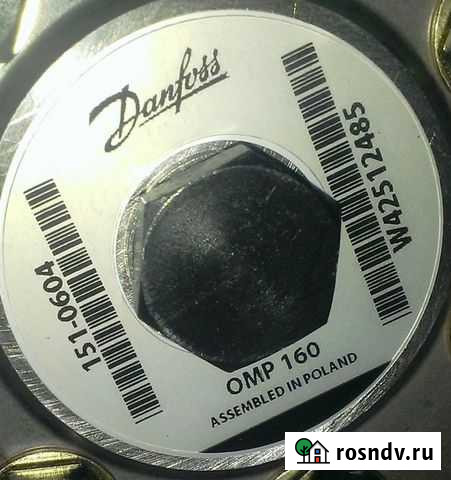 Danfoss
151-0604
W42512485
OMP 160
ASSEMBLED IN POLAND
rosndv.ru